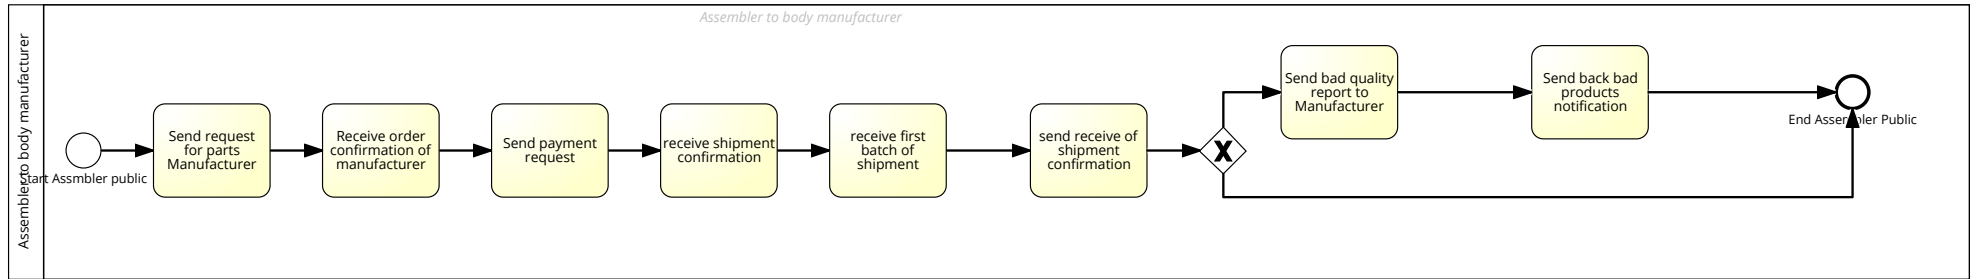 Assembler to body manufacturer
Assembler to body manufacturer
Start Assmbler public
Send request
for parts
Manufacturer
Receive order
confirmation of
manufacturer
Send payment
request
receive shipment
confirmation
receive first
batch of
shipment
send receive of
shipment
confirmation
X
Send bad quality
report to
Manufacturer
Send back bad
products
notification
End Assembler Public